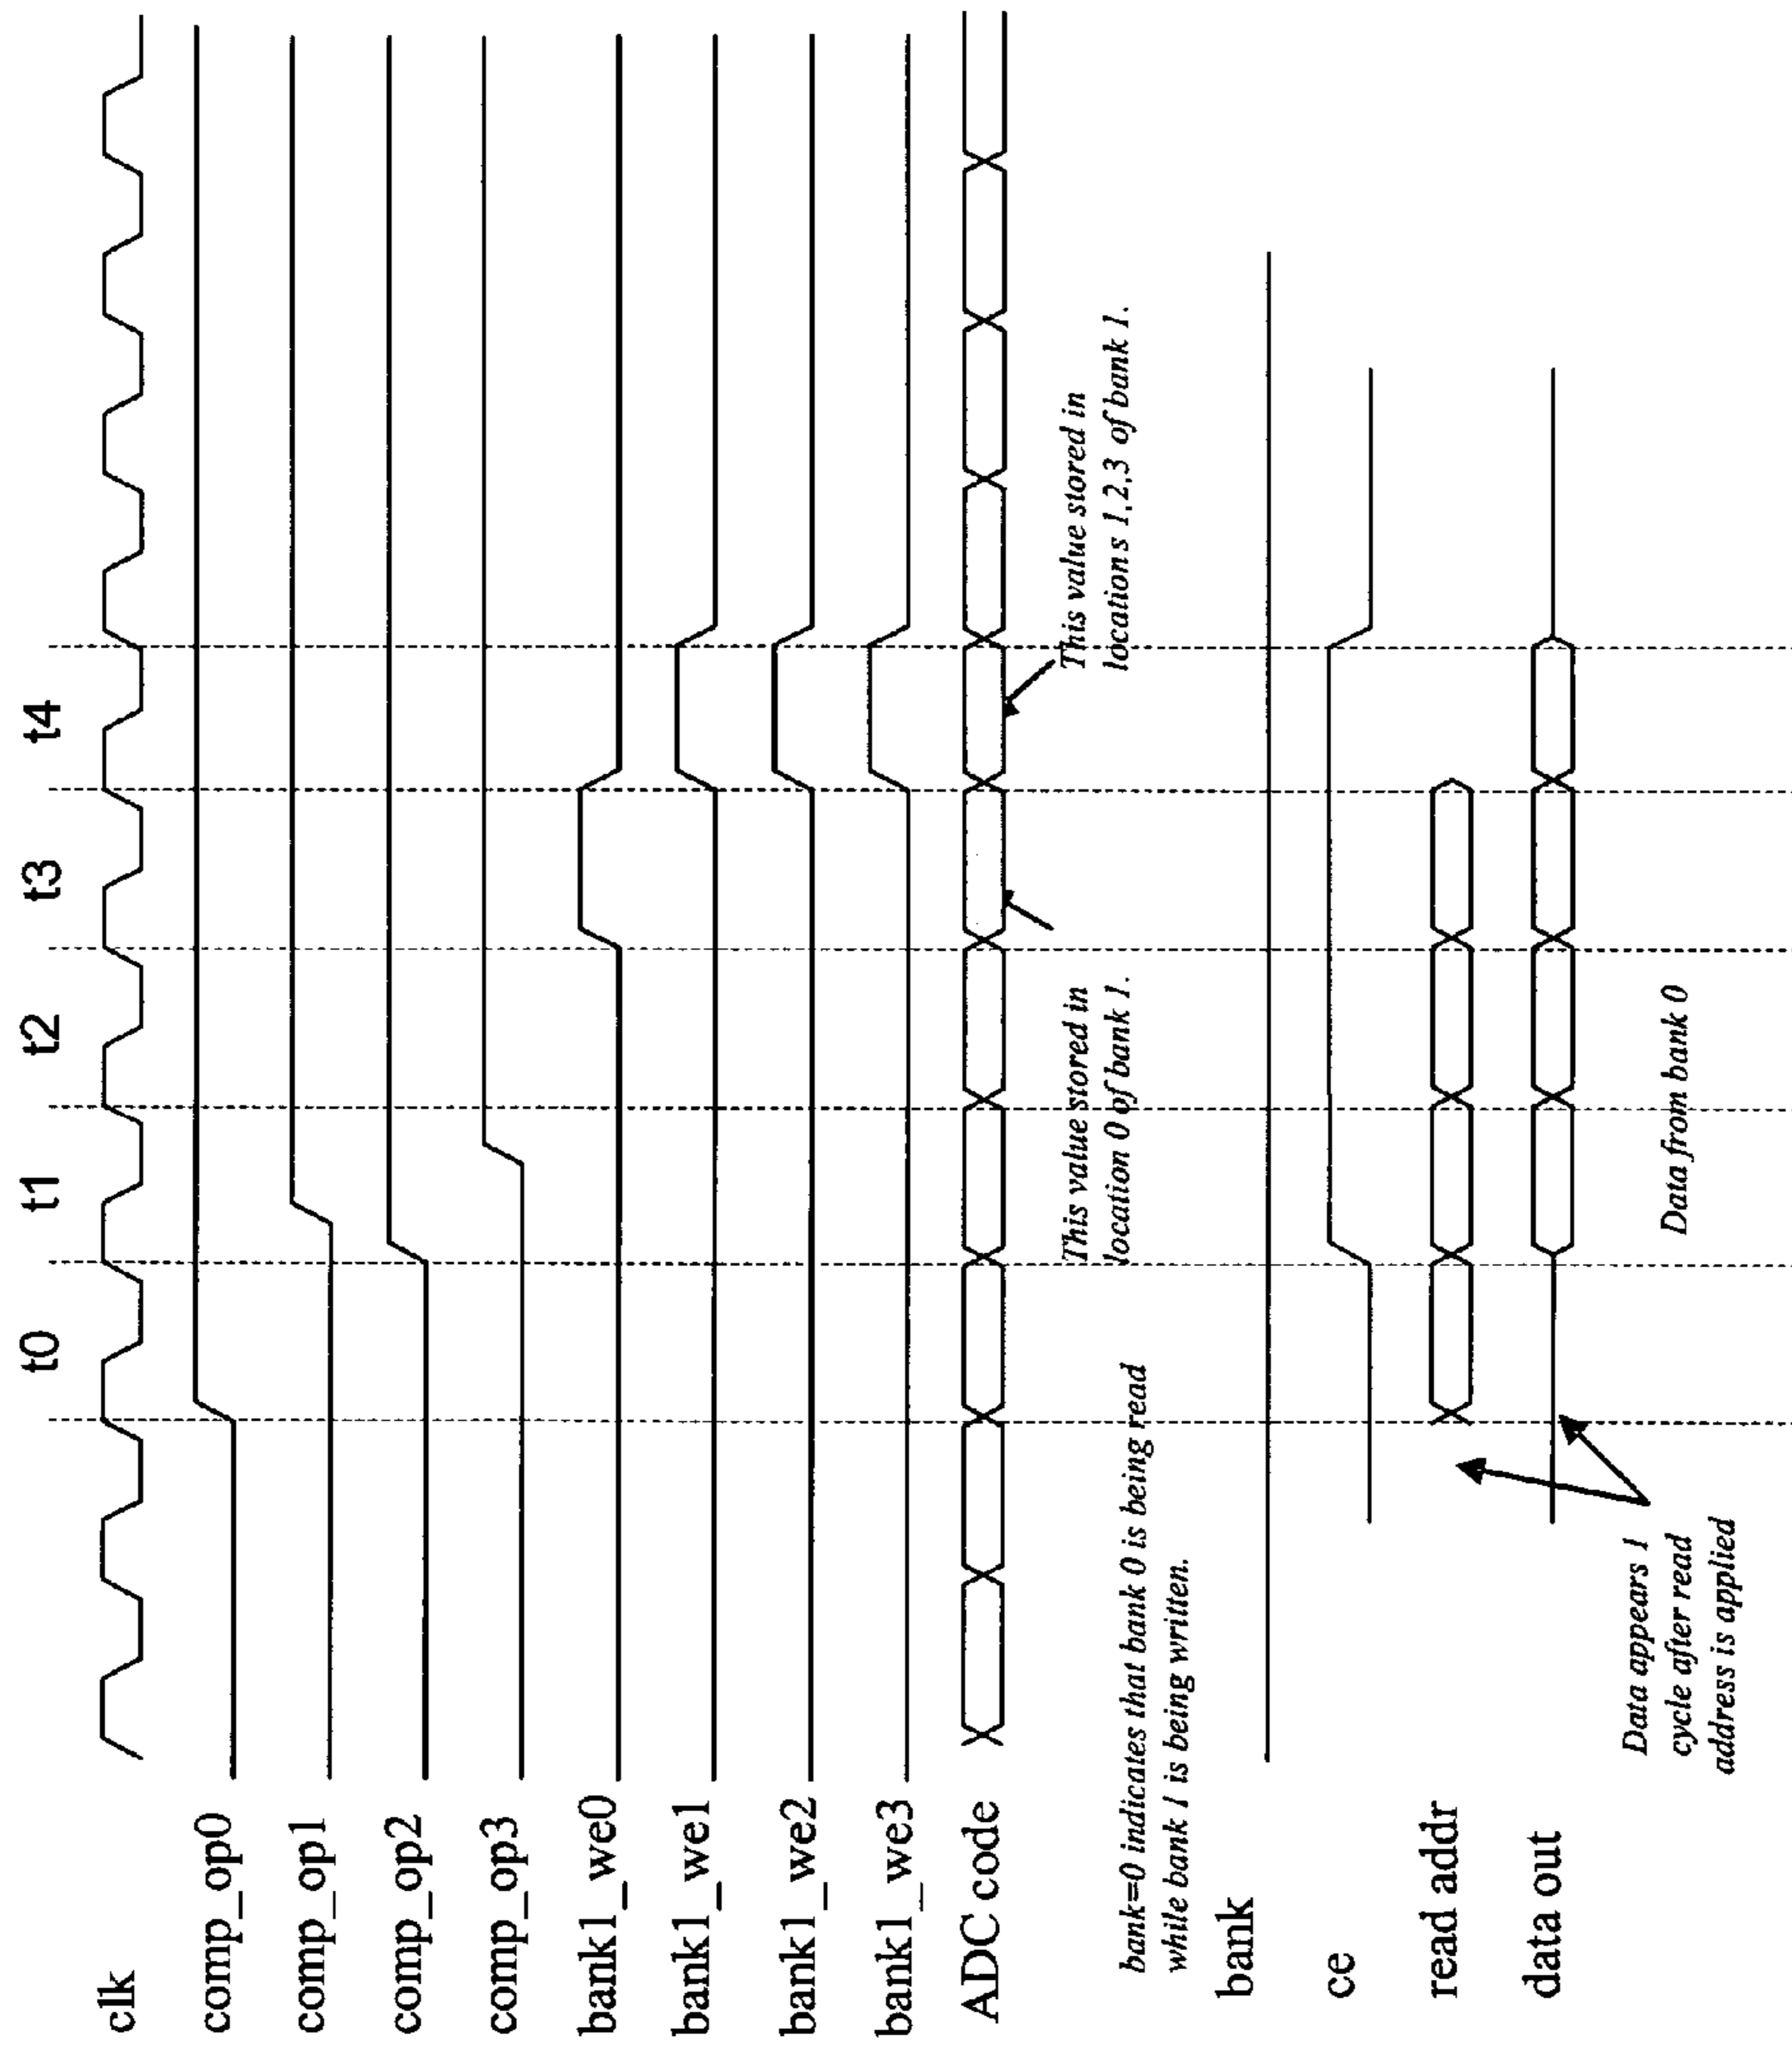 t0
t1
t2
t3
t4
clk
comp_op0
comp_op1
comp_op2
comp_op3
bank1_we0
bank1_we1
bank1_we2
bank1_we3
ADC code
This value stored in
location 0 of bank 1.
This value stored in
locations 1,2,3 of bank 1.
bank=0 indicates that bank 0 is being read
while bank 1 is being written.
bank
ce
read addr
data out
Data appears 1
cycle after read
address is applied
Data from bank 0